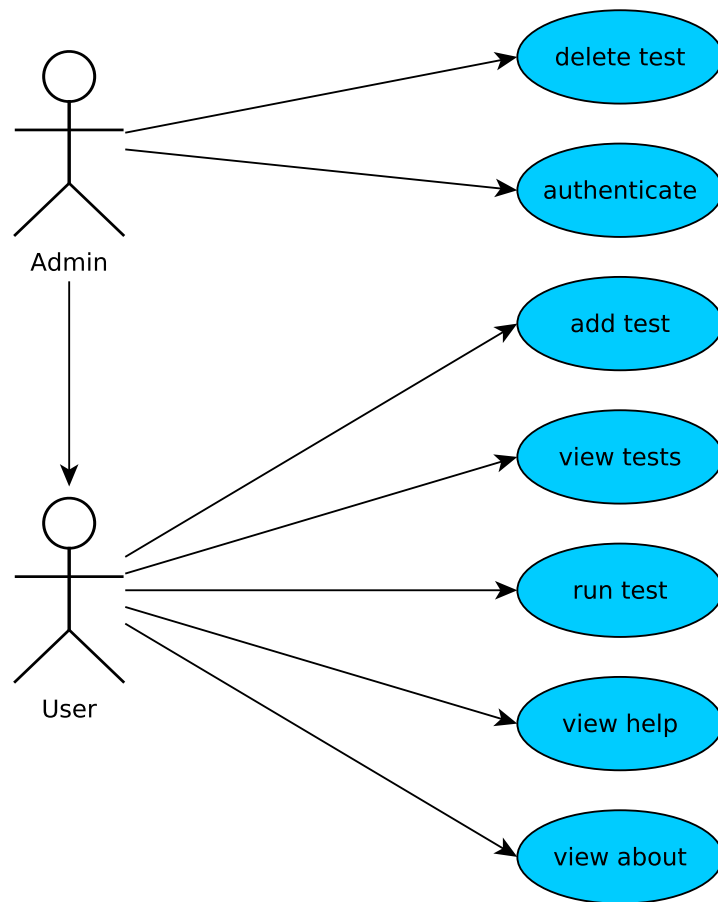 delete test
authenticate
Admin
add test
view tests
run test
User
view help
view about